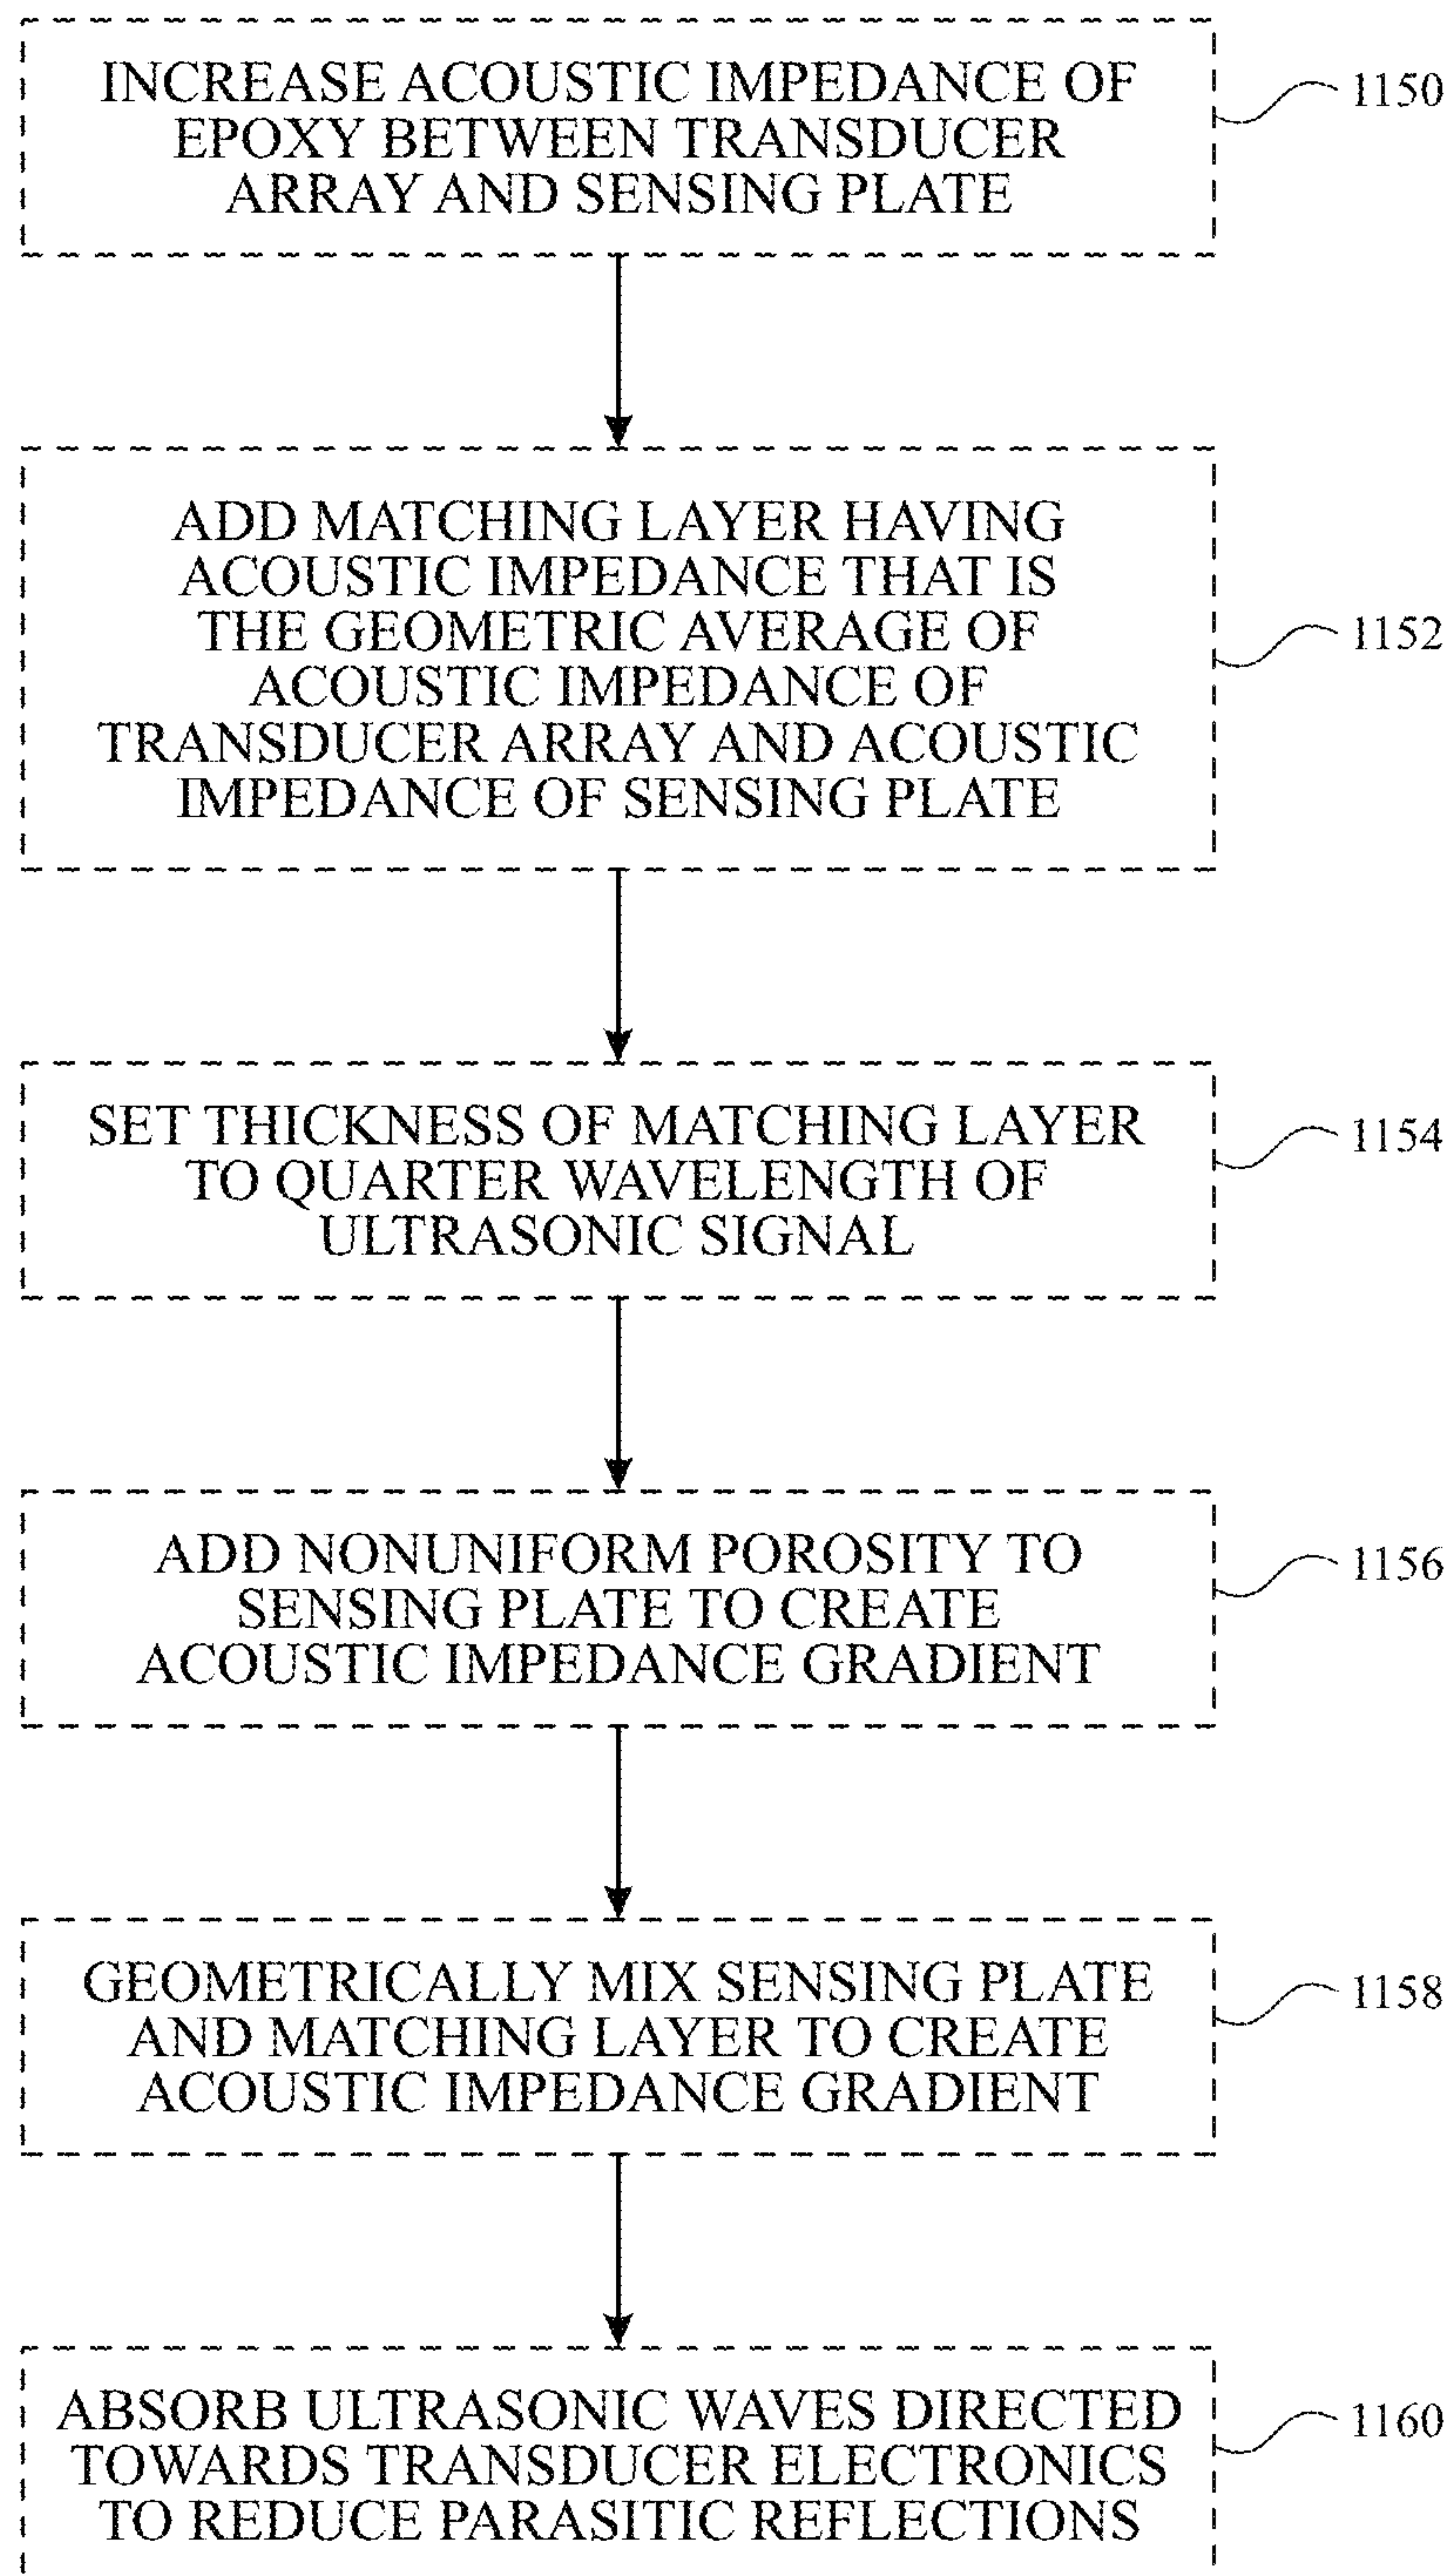 INCREASE ACOUSTIC IMPEDANCE OF
EPOXY BETWEEN TRANSDUCER
ARRAY AND SENSING PLATE
1150
ADD MATCHING LAYER HAVING
ACOUSTIC IMPEDANCE THAT IS
THE GEOMETRIC AVERAGE OF
ACOUSTIC IMPEDANCE OF
TRANSDUCER ARRAY AND ACOUSTIC
IMPEDANCE OF SENSING PLATE
1152
SET THICKNESS OF MATCHING LAYER
TO QUARTER WAVELENGTH OF
ULTRASONIC SIGNAL
1154
ADD NONUNIFORM POROSITY TO
SENSING PLATE TO CREATE
ACOUSTIC IMPEDANCE GRADIENT
1156
GEOMETRICALLY MIX SENSING PLATE
AND MATCHING LAYER TO CREATE
ACOUSTIC IMPEDANCE GRADIENT
1158
ABSORB ULTRASONIC WAVES DIRECTED
TOWARDS TRANSDUCER ELECTRONICS
TO REDUCE PARASITIC REFLECTIONS
1160